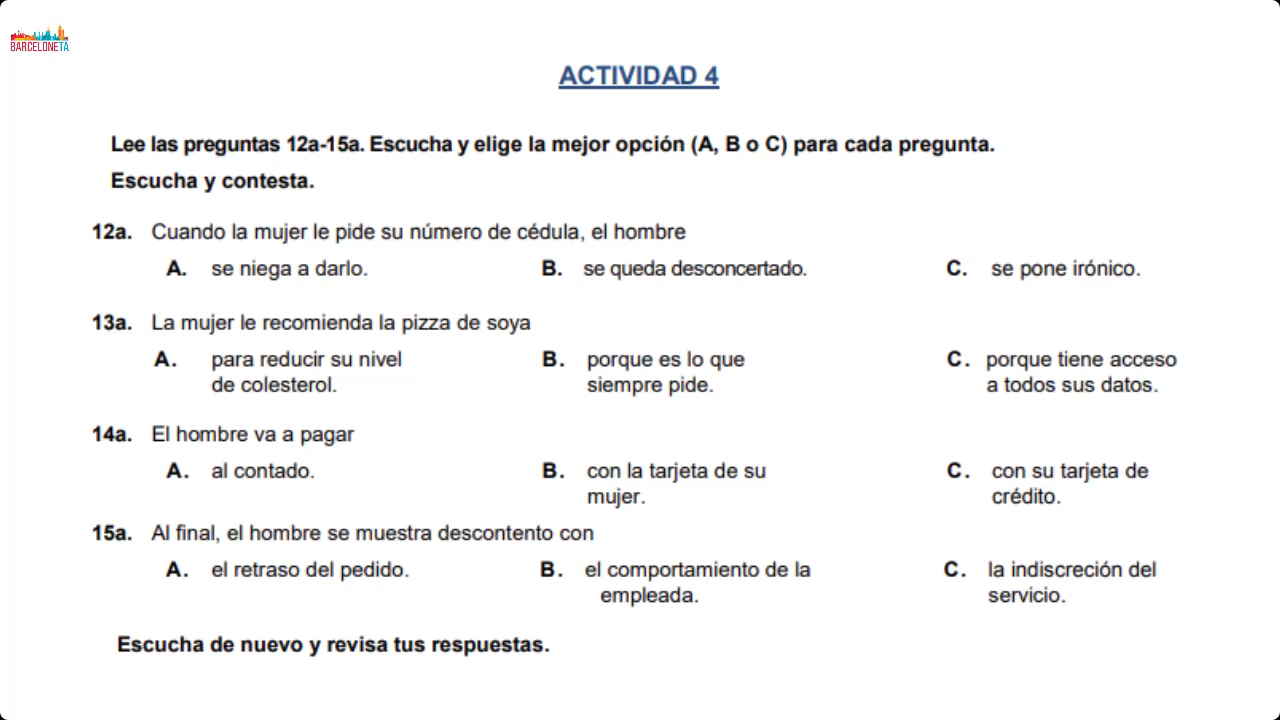 BARCELONETA
ACTIVIDAD 4
Lee las preguntas 12a-15a. Escucha y elige la mejor opción (A, B o C) para cada pregunta.
Escucha y contesta.
12a. Cuando la mujer le pide su número de cédula, el hombre
A. se niega a darlo. B. se queda desconcertado. C. se pone irónico.
13a. La mujer le recomienda la pizza de soya
A. para reducir su nivel B. porque es lo que C. porque tiene acceso
de colesterol. siempre pide. a todos sus datos.
14a. El hombre va a pagar
A. al contado. B. con la tarjeta de su C. con su tarjeta de
mujer. crédito.
15a. Al final, el hombre se muestra descontento con
A. el retraso del pedido. B. el comportamiento de la C. la indiscreción del
empleada. servicio.
Escucha de nuevo y revisa tus respuestas.